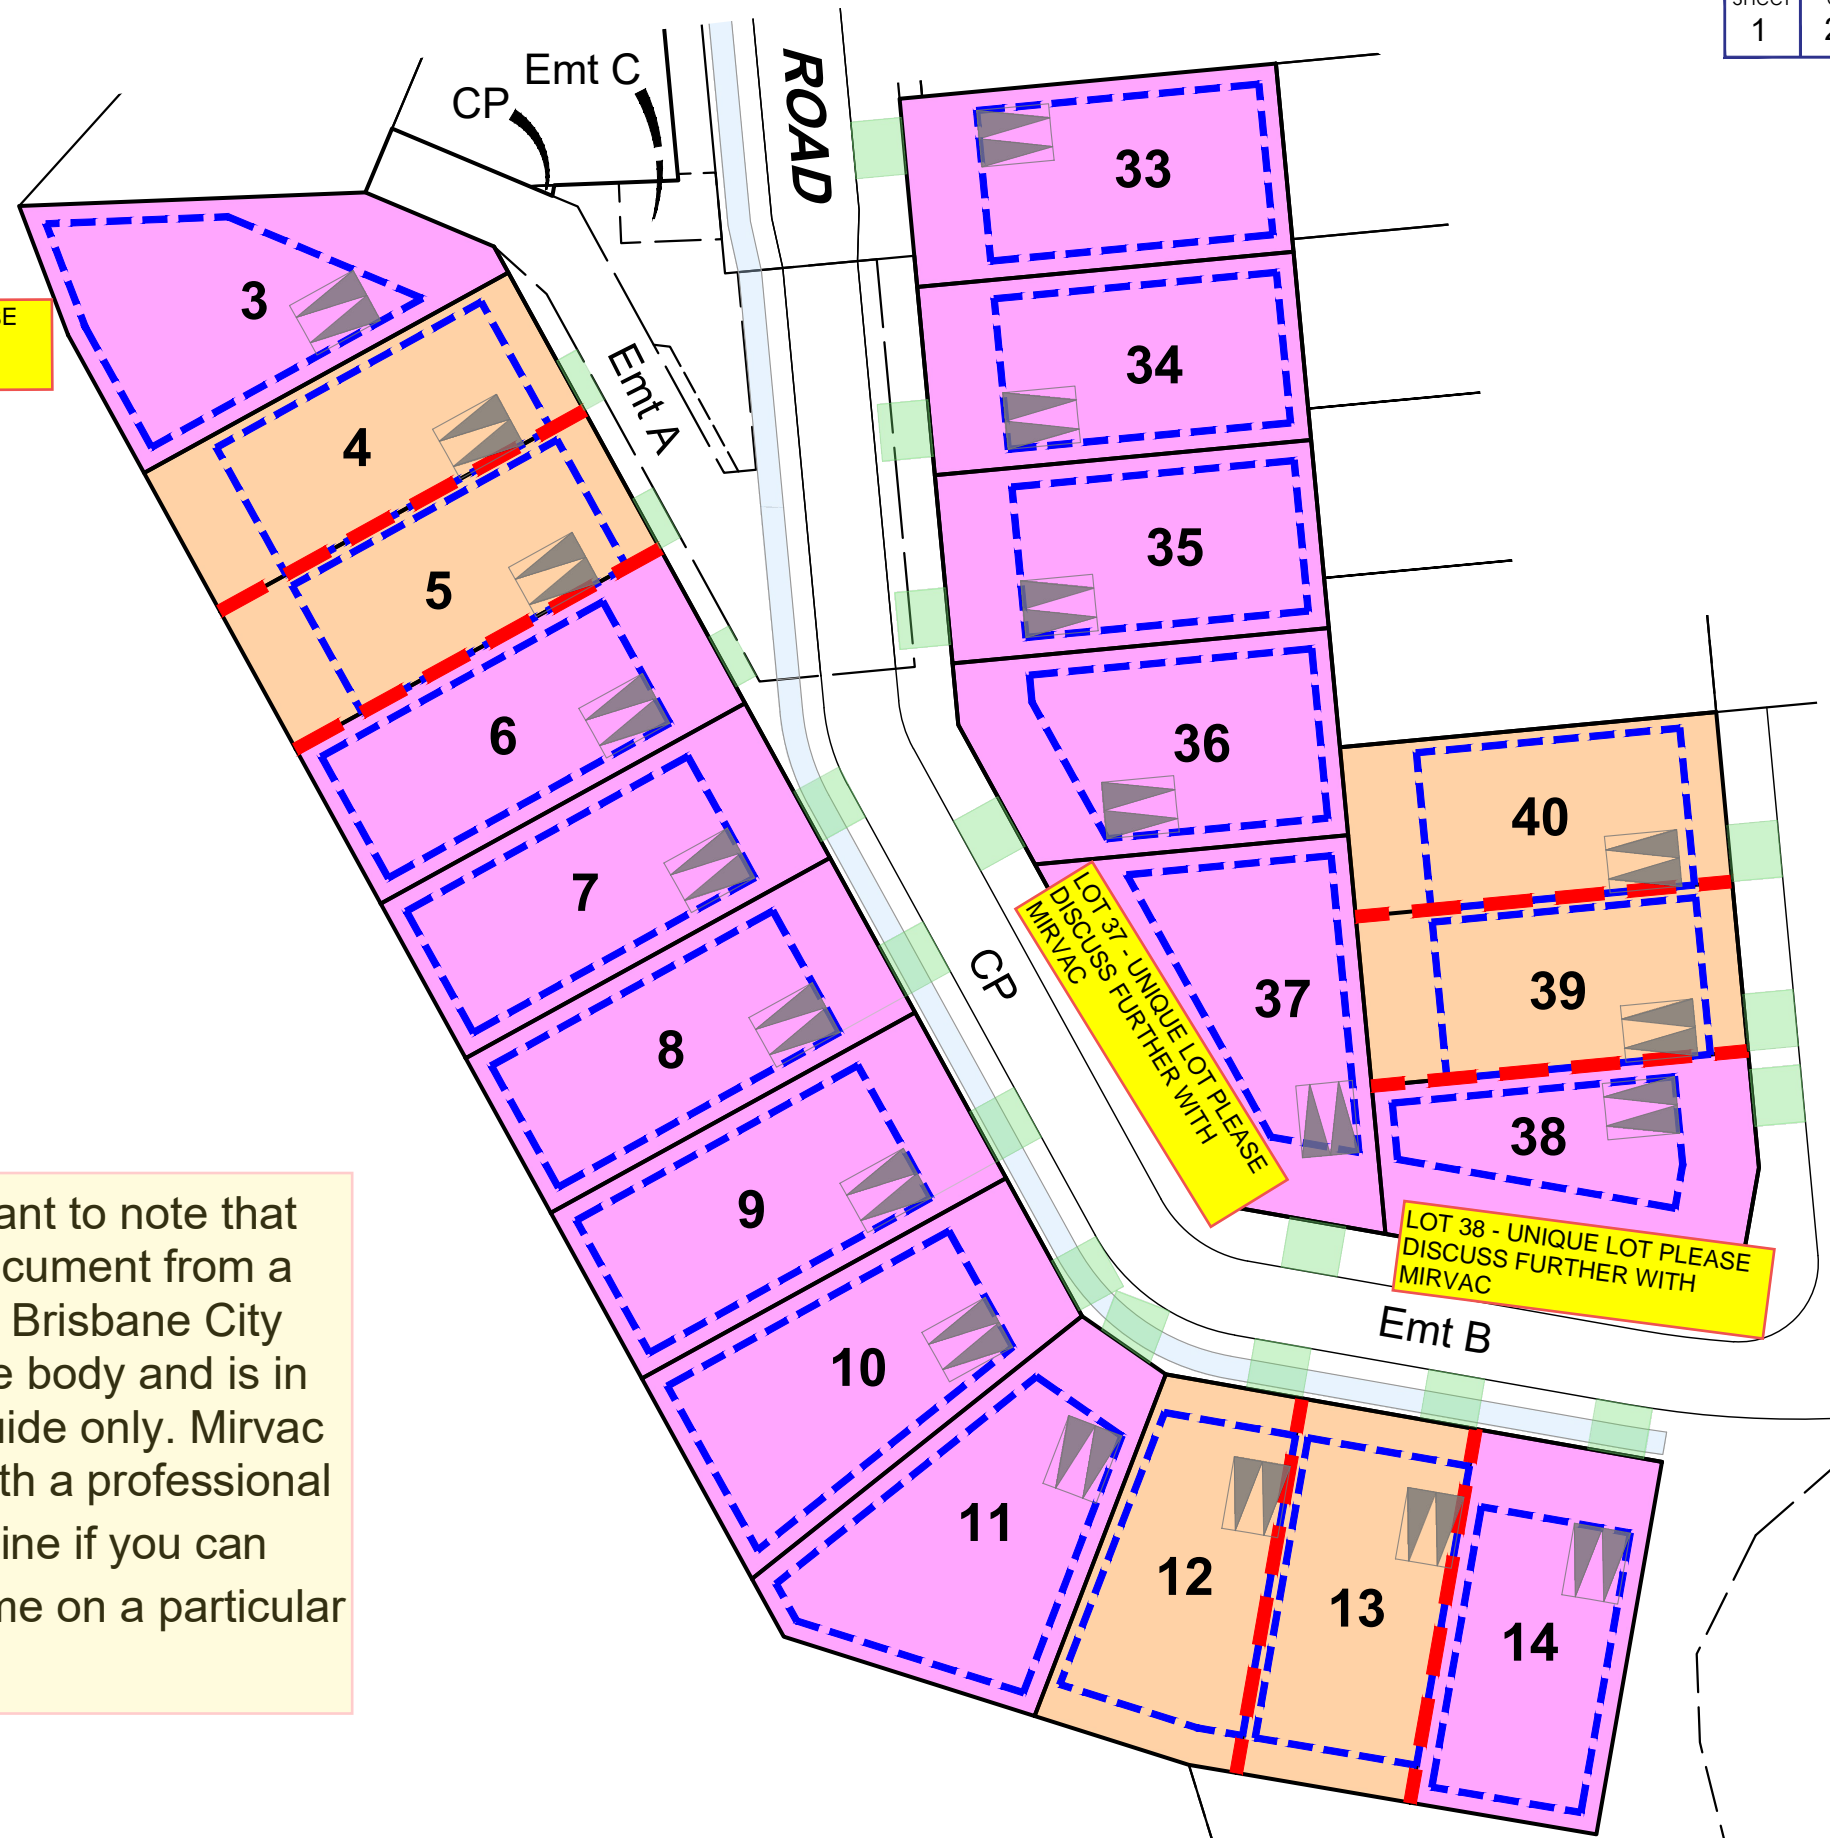 SHEET
1
2
Emt C
CP
ROAD
33
3
34
Emt A
4
35
5
36
6
40
7
LOT 37 - UNIQUE LOT PLEASE
DISCUSS FURTHER WITH
MIRVAC
CP
37
39
8
38
9
LOT 38 - UNIQUE LOT PLEASE
DISCUSS FURTHER WITH
MIRVAC
Emt B
10
11
12
13
14
ant to note that
cument from a
Brisbane City
e body and is in
uide only. Mirvac
th a professional
ine if you can
me on a particular